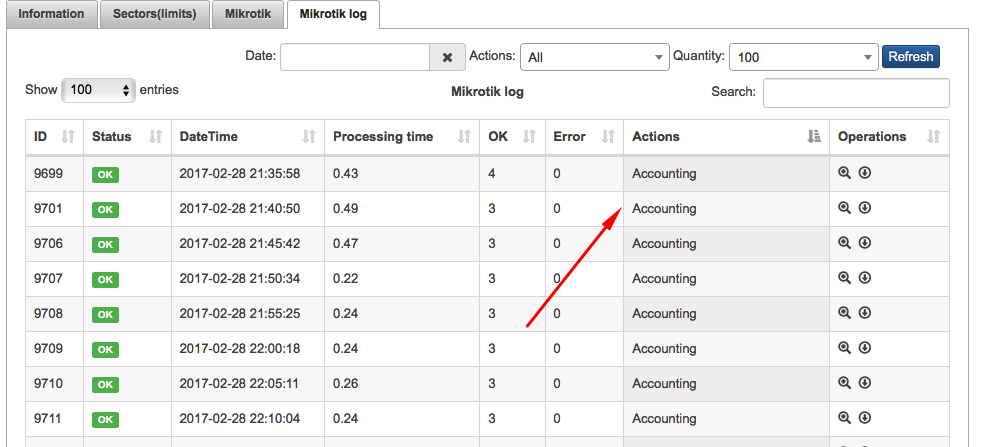 Information Sectors(limits) Mikrotik Mikrotik log
Date: Actions: All Quantity: 100 Refresh
Show 100 entries Mikrotik log Search:
ID Status DateTime Processing time OK Error Actions Operations
9699 OK 2017-02-28 21:35:58 0.43 4 0 Accounting
9701 OK 2017-02-28 21:40:50 0.49 3 0 Accounting
9706 OK 2017-02-28 21:45:42 0.47 3 0 Accounting
9707 OK 2017-02-28 21:50:34 0.22 3 0 Accounting
9708 OK 2017-02-28 21:55:25 0.24 3 0 Accounting
9709 OK 2017-02-28 22:00:18 0.24 3 0 Accounting
9710 OK 2017-02-28 22:05:11 0.26 3 0 Accounting
9711 OK 2017-02-28 22:10:04 0.24 3 0 Accounting